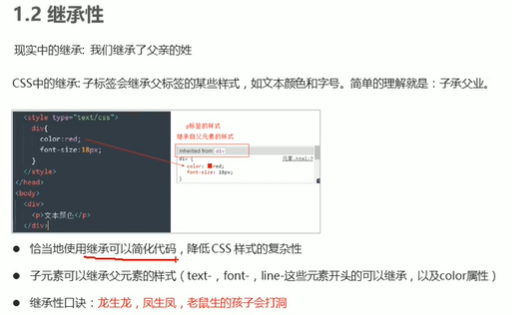 1.2 继承性
现实中的继承: 我们继承了父亲的姓
CSS中的继承: 子标签会继承父标签的某些样式，如文本颜色和字号。简单的理解就是：子承父业。
<style type="text/css">
div{
color:red;
font-size:18px;
}
</style>
</head>
<body>
<div>
<p>文本颜色</p>
</div>
p标签的样式
继承自父元素的样式
Inherited from div
div {
color: red;
font-size: 18px;
}
● 恰当地使用继承可以简化代码，降低 CSS 样式的复杂性
● 子元素可以继承父元素的样式（text-，font-，line-这些元素开头的可以继承，以及color属性）
● 继承性口诀：龙生龙，凤生凤，老鼠生的孩子会打洞